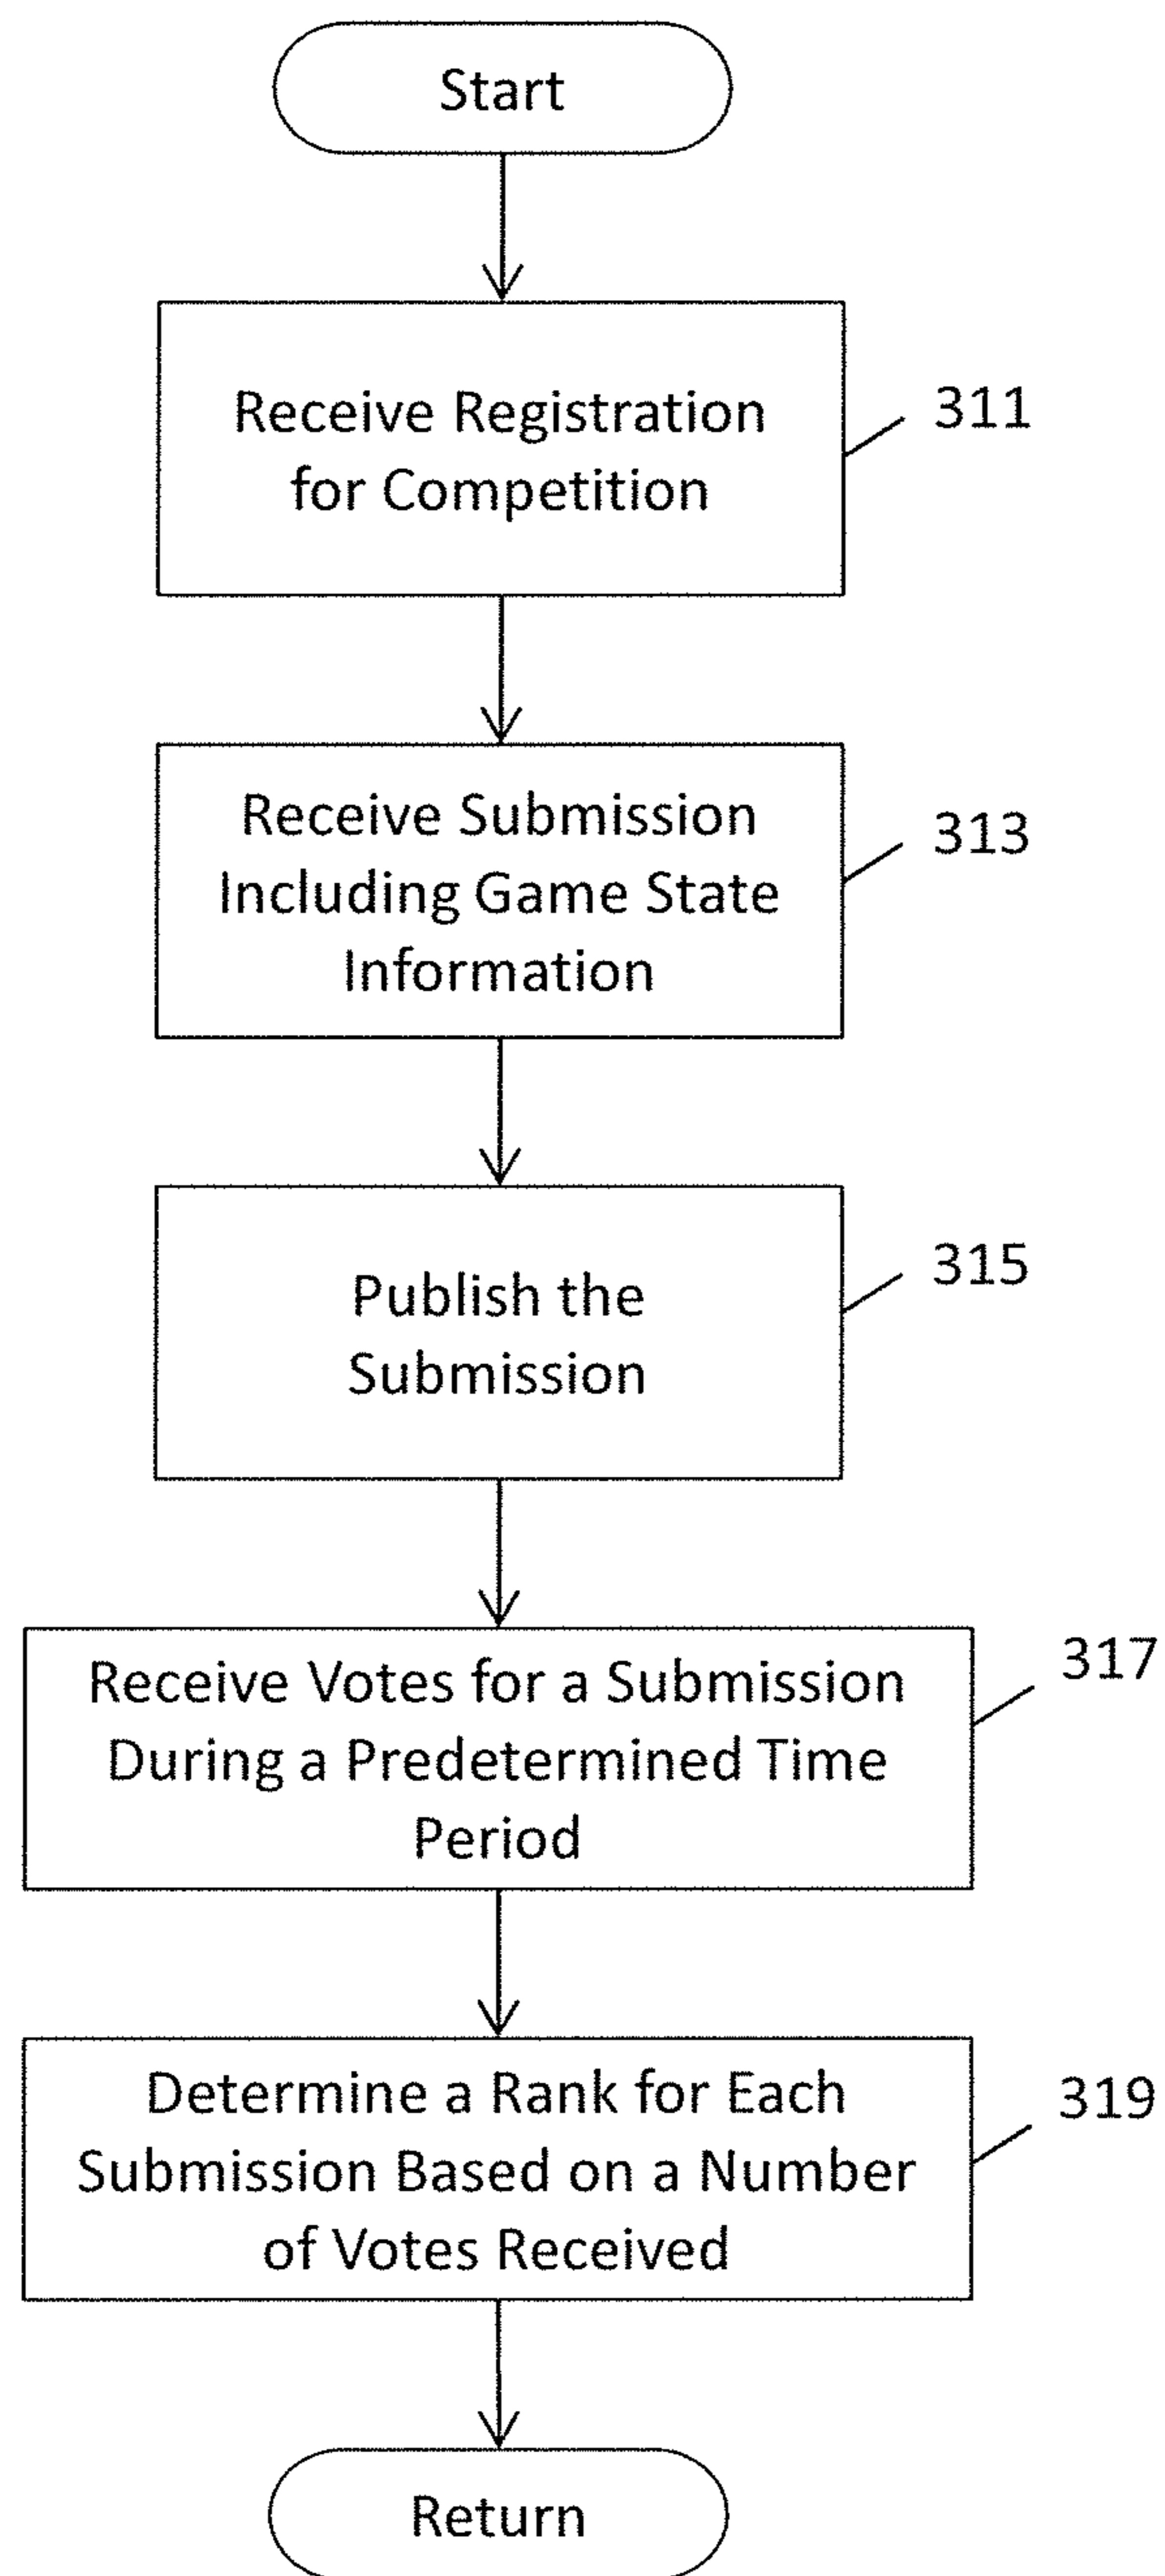 Start
Receive Registration
for Competition
311
Receive Submission
Including Game State
Information
313
Publish the
Submission
315
Receive Votes for a Submission
During a Predetermined Time
Period
317
Determine a Rank for Each
Submission Based on a Number
of Votes Received
319
Return